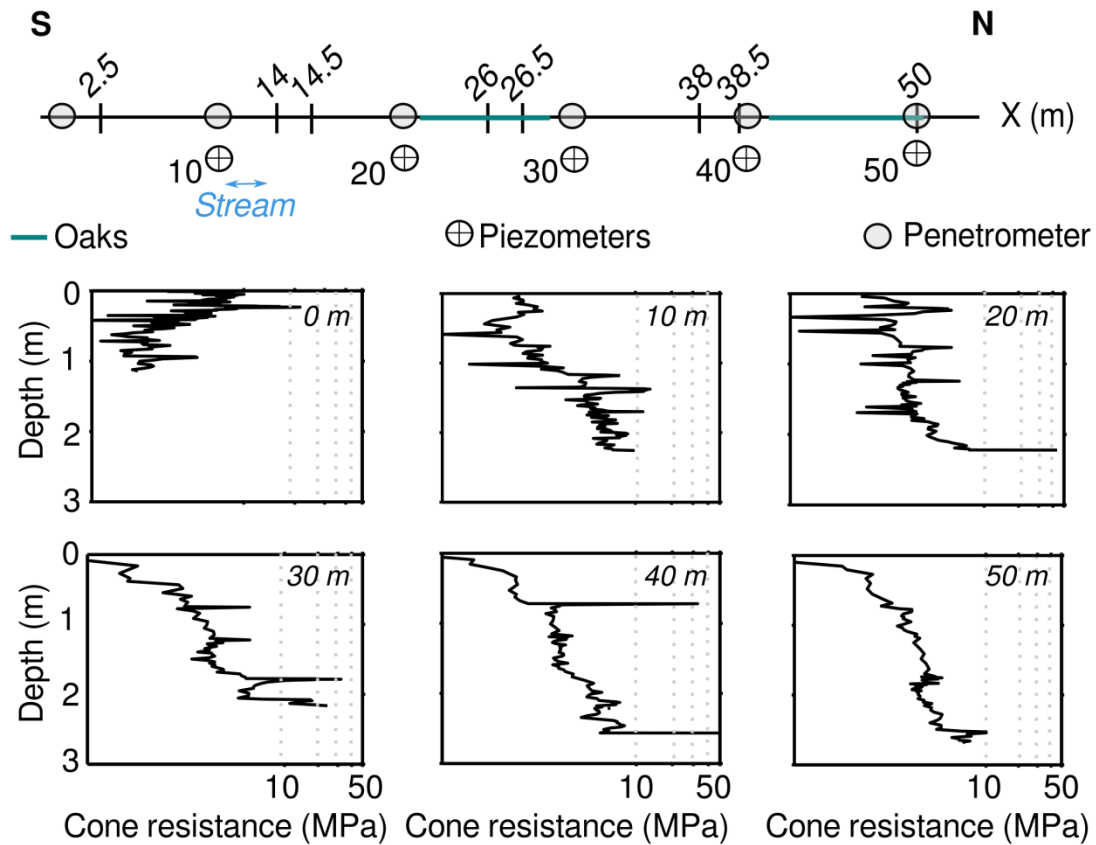 S N
2.5 14 14.5 26 26.5 38 38.5 50
X (m)
10 20 30 40 50
Stream
Oaks Piezometers Penetrometer
0 m 10 m 20 m
0
1
2
3
Depth (m)
30 m 40 m 50 m
0
1
2
3
Depth (m)
10 50 10 50 10 50
Cone resistance (MPa) Cone resistance (MPa) Cone resistance (MPa)